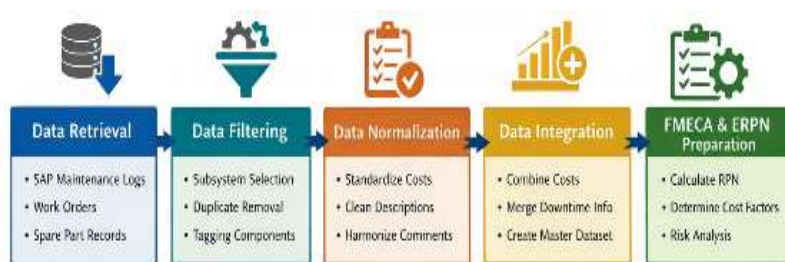 Data Retrieval
• SAP Maintenance Logs
• Work Orders
• Spare Part Records
Data Filtering
• Subsystem Selection
• Duplicate Removal
• Tagging Components
Data Normalization
• Standardize Costs
• Clean Descriptions
• Harmonize Comments
Data Integration
• Combine Costs
• Merge Downtime Info
• Create Master Dataset
FMECA & ERPN
Preparation
• Calculate RPN
• Determine Cost Factors
• Risk Analysis